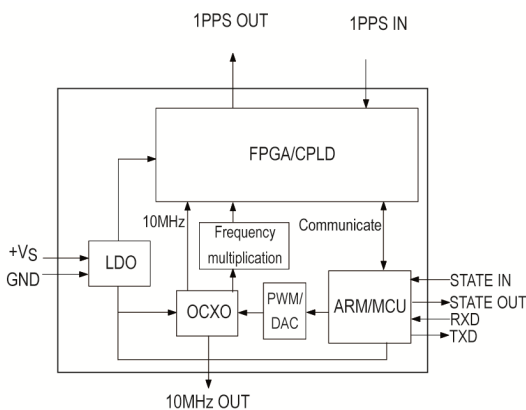 1PPS OUT
1PPS IN
FPGA/CPLD
10MHz
Frequency
multiplication
Communicate
+VS
GND
LDO
OCXO
PWM/
DAC
ARM/MCU
STATE IN
STATE OUT
RXD
TXD
10MHz OUT